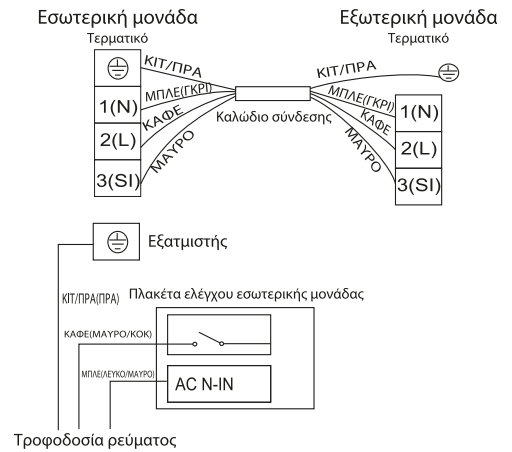 Εσωτερική μονάδα
Τερματικό
Εξωτερική μονάδα
Τερματικό
ΚΙΤ/ΠΡΑ
ΚΙΤ/ΠΡΑ
1(N)
ΜΠΛΕ(ΓΚΡΙ)
ΜΠΛΕ(ΓΚΡΙ)
1(N)
Καλώδιο σύνδεσης
2(L)
ΚΑΦΕ
ΚΑΦΕ
2(L)
3(SI)
ΜΑΥΡΟ
ΜΑΥΡΟ
3(SI)
Εξατμιστής
ΚΙΤ/ΠΡΑ(ΠΡΑ)
Πλακέτα ελέγχου εσωτερικής μονάδας
ΚΑΦΕ(ΜΑΥΡΟ/ΚΟΚ)
ΜΠΛΕ(ΛΕΥΚΟ/ΜΑΥΡΟ)
AC N-IN
Τροφοδοσία ρεύματος